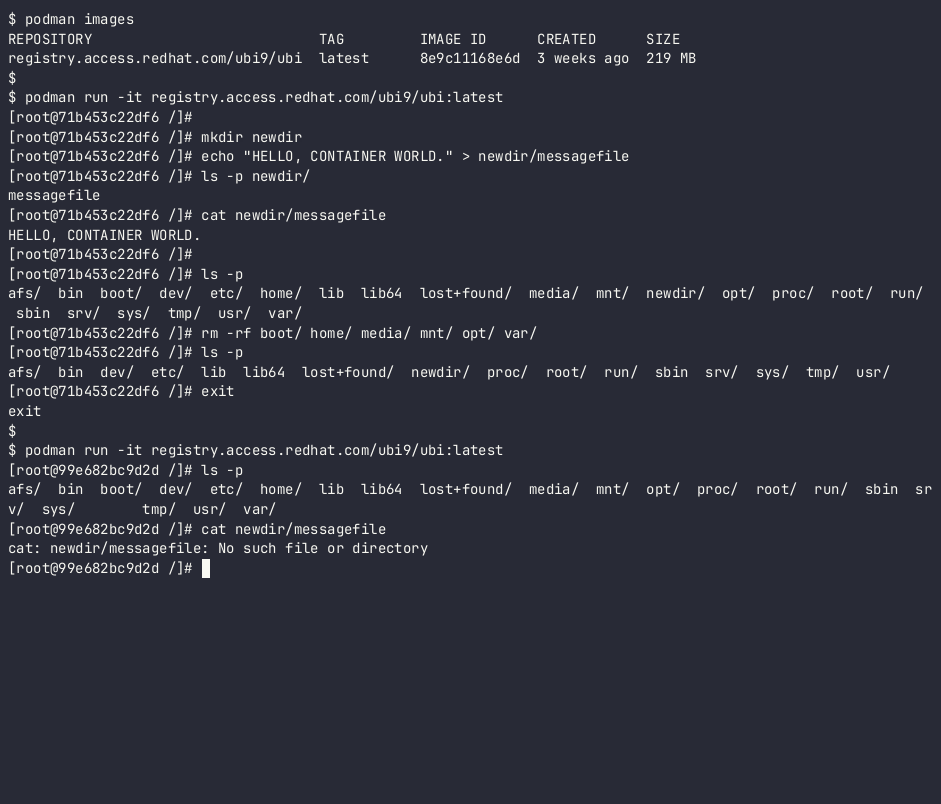 $ podman images
REPOSITORY                           TAG         IMAGE ID      CREATED      SIZE
registry.access.redhat.com/ubi9/ubi  latest      8e9c11168e6d  3 weeks ago  219 MB
$
$ podman run -it registry.access.redhat.com/ubi9/ubi:latest
[root@71b453c22df6 /]#
[root@71b453c22df6 /]# mkdir newdir
[root@71b453c22df6 /]# echo "HELLO, CONTAINER WORLD." > newdir/messagefile
[root@71b453c22df6 /]# ls -p newdir/
messagefile
[root@71b453c22df6 /]# cat newdir/messagefile
HELLO, CONTAINER WORLD.
[root@71b453c22df6 /]#
[root@71b453c22df6 /]# ls -p
afs/  bin  boot/  dev/  etc/  home/  lib  lib64  lost+found/  media/  mnt/  newdir/  opt/  proc/  root/  run/
 sbin  srv/  sys/  tmp/  usr/  var/
[root@71b453c22df6 /]# rm -rf boot/ home/ media/ mnt/ opt/ var/
[root@71b453c22df6 /]# ls -p
afs/  bin  dev/  etc/  lib  lib64  lost+found/  newdir/  proc/  root/  run/  sbin  srv/  sys/  tmp/  usr/
[root@71b453c22df6 /]# exit
exit
$
$ podman run -it registry.access.redhat.com/ubi9/ubi:latest
[root@99e682bc9d2d /]# ls -p
afs/  bin  boot/  dev/  etc/  home/  lib  lib64  lost+found/  media/  mnt/  opt/  proc/  root/  run/  sbin  sr
v/  sys/        tmp/  usr/  var/
[root@99e682bc9d2d /]# cat newdir/messagefile
cat: newdir/messagefile: No such file or directory
[root@99e682bc9d2d /]#